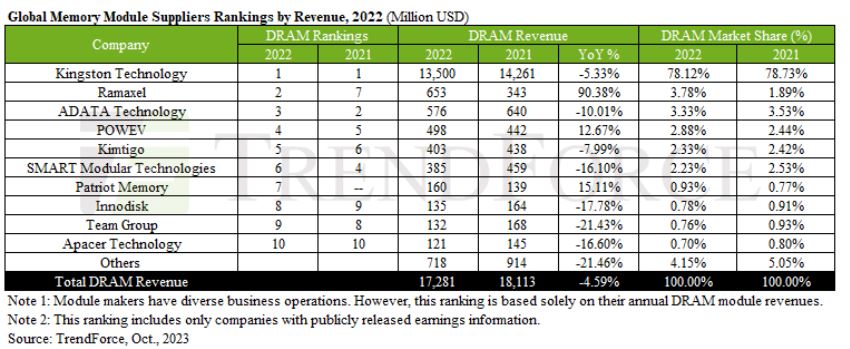 Global Memory Module Suppliers Rankings by Revenue, 2022 (Million USD)
Company DRAM Rankings DRAM Revenue DRAM Market Share (%)
2022 2021 2022 2021 YoY % 2022 2021
Kingston Technology 1 1 13,500 14,261 -5.33% 78.12% 78.73%
Ramaxel 2 7 653 343 90.38% 3.78% 1.89%
ADATA Technology 3 2 576 640 -10.01% 3.33% 3.53%
POWEV 4 5 498 442 12.67% 2.88% 2.44%
Kimtigo 5 6 403 438 -7.99% 2.33% 2.42%
SMART Modular Technologies 6 4 385 459 -16.10% 2.23% 2.53%
Patriot Memory 7 -- 160 139 15.11% 0.93% 0.77%
Innodisk 8 9 135 164 -17.78% 0.78% 0.91%
Team Group 9 8 132 168 -21.43% 0.76% 0.93%
Apacer Technology 10 10 121 145 -16.60% 0.70% 0.80%
Others 718 914 -21.46% 4.15% 5.05%
Total DRAM Revenue 17,281 18,113 -4.59% 100.00% 100.00%
TRENDFORCE
Note 1: Module makers have diverse business operations. However, this ranking is based solely on their annual DRAM module revenues.
Note 2: This ranking includes only companies with publicly released earnings information.
Source: TrendForce, Oct., 2023